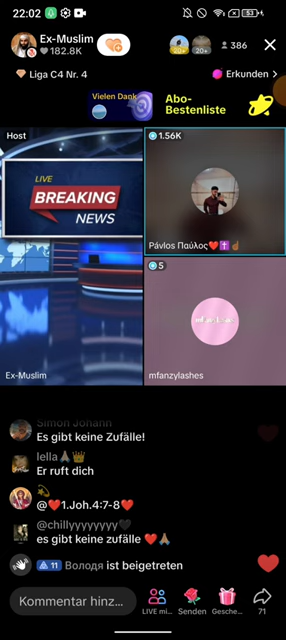 22:02
53
Ex-Muslim
182.8K
20+
20+
386
Liga C4 Nr. 4
Erkunden
Vielen Dank
Abo-
Bestenliste
Host
LIVE
BREAKING
NEWS
Ex-Muslim
1.56K
Pávlos Παύλος❤️✝️☝🏽
5
mfanzylashes
Simon Johann
Es gibt keine Zufälle!
lella🙏🏽👑
Er ruft dich
@❤️1.Joh.4:7-8❤️
@chillyyyyyyyy🖤
es gibt keine zufälle ❤️🙏🏽
11 Володя ist beigetreten
Kommentar hinz...
LIVE mi...
Senden
Gesche...
71